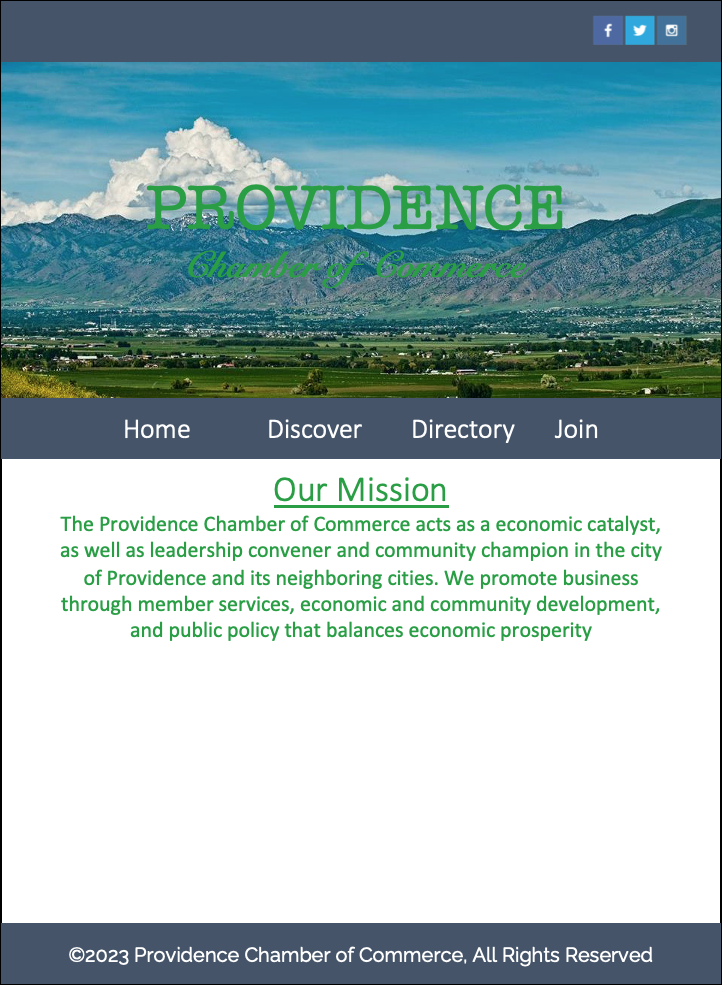 PROVIDENCE
Chamber of Commerce
Home Discover Directory Join
Our Mission
The Providence Chamber of Commerce acts as a economic catalyst,
as well as leadership convener and community champion in the city
of Providence and its neighboring cities. We promote business
through member services, economic and community development,
and public policy that balances economic prosperity
©2023 Providence Chamber of Commerce, All Rights Reserved